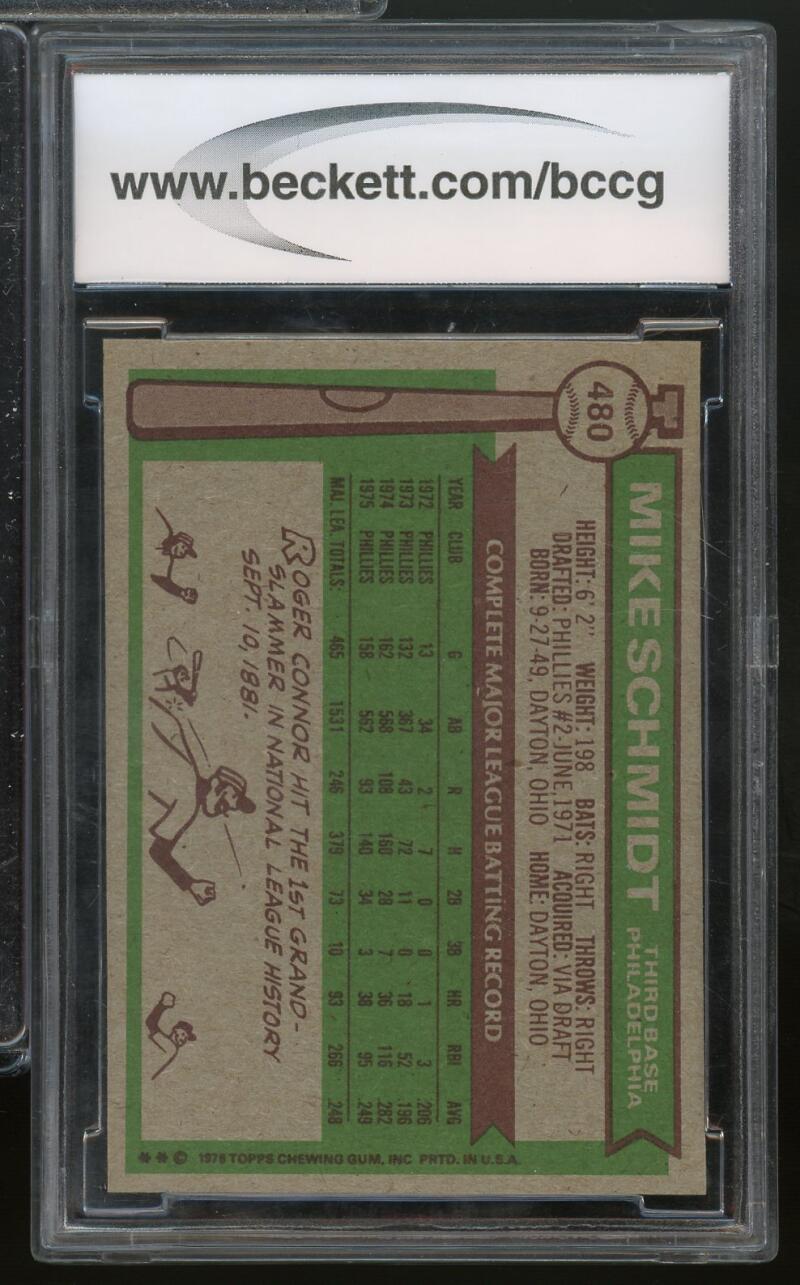 www.beckett.com/bccg
480
MIKE SCHMIDT
THIRD BASE
PHILADELPHIA
HEIGHT: 6' 2" WEIGHT: 198 BATS: RIGHT THROWS: RIGHT
DRAFTED: PHILLIES #2-JUNE, 1971 ACQUIRED: VIA DRAFT
BORN: 9-27-49, DAYTON, OHIO HOME: DAYTON, OHIO
COMPLETE MAJOR LEAGUE BATTING RECORD
YEAR CLUB G AB R H 2B 3B HR RBI AVG
1972 PHILLIES 13 34 2 7 0 0 1 3 .206
1973 PHILLIES 132 367 43 72 11 0 18 52 .196
1974 PHILLIES 162 568 108 160 28 7 36 116 .282
1975 PHILLIES 158 562 93 140 34 3 38 95 .249
MAJ. LEA. TOTALS: 465 1531 246 379 73 10 93 266 .248
ROGER CONNOR HIT THE 1ST GRAND-
SLAMMER IN NATIONAL LEAGUE HISTORY
SEPT. 10, 1881.
** © 1976 TOPPS CHEWING GUM, INC PRTD. IN U.S.A.